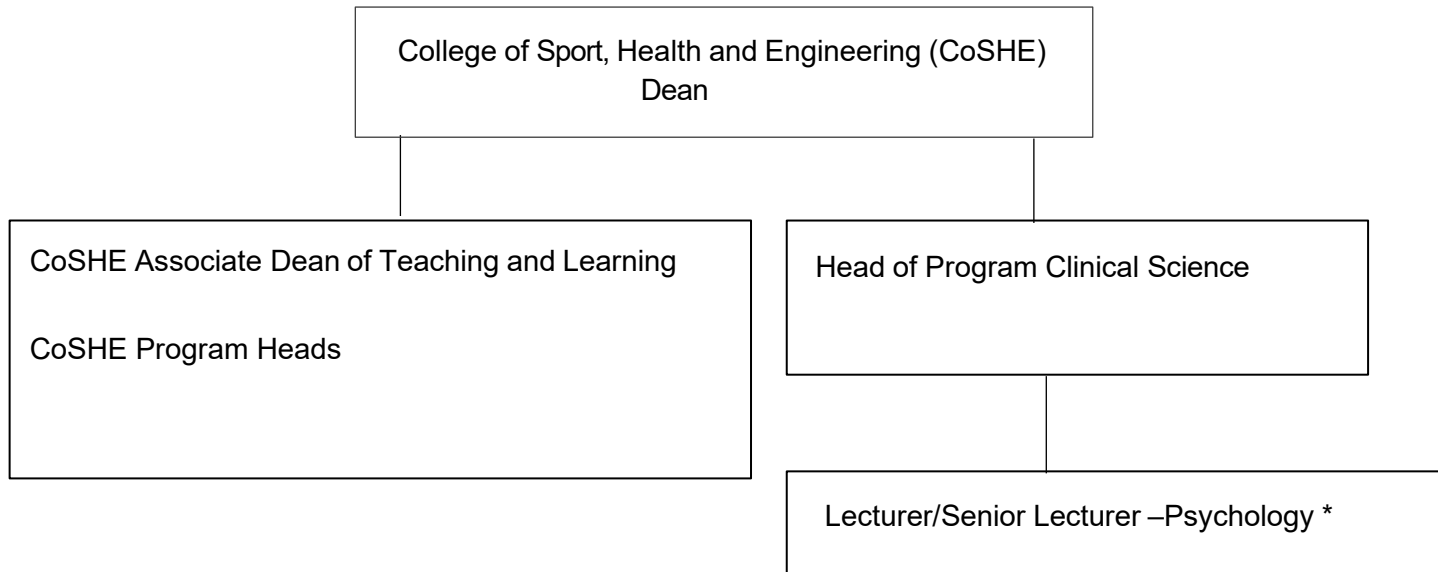 College of Sport, Health and Engineering (CoSHE)
Dean
CoSHE Associate Dean of Teaching and Learning
CoSHE Program Heads
Head of Program Clinical Science
Lecturer/Senior Lecturer –Psychology *